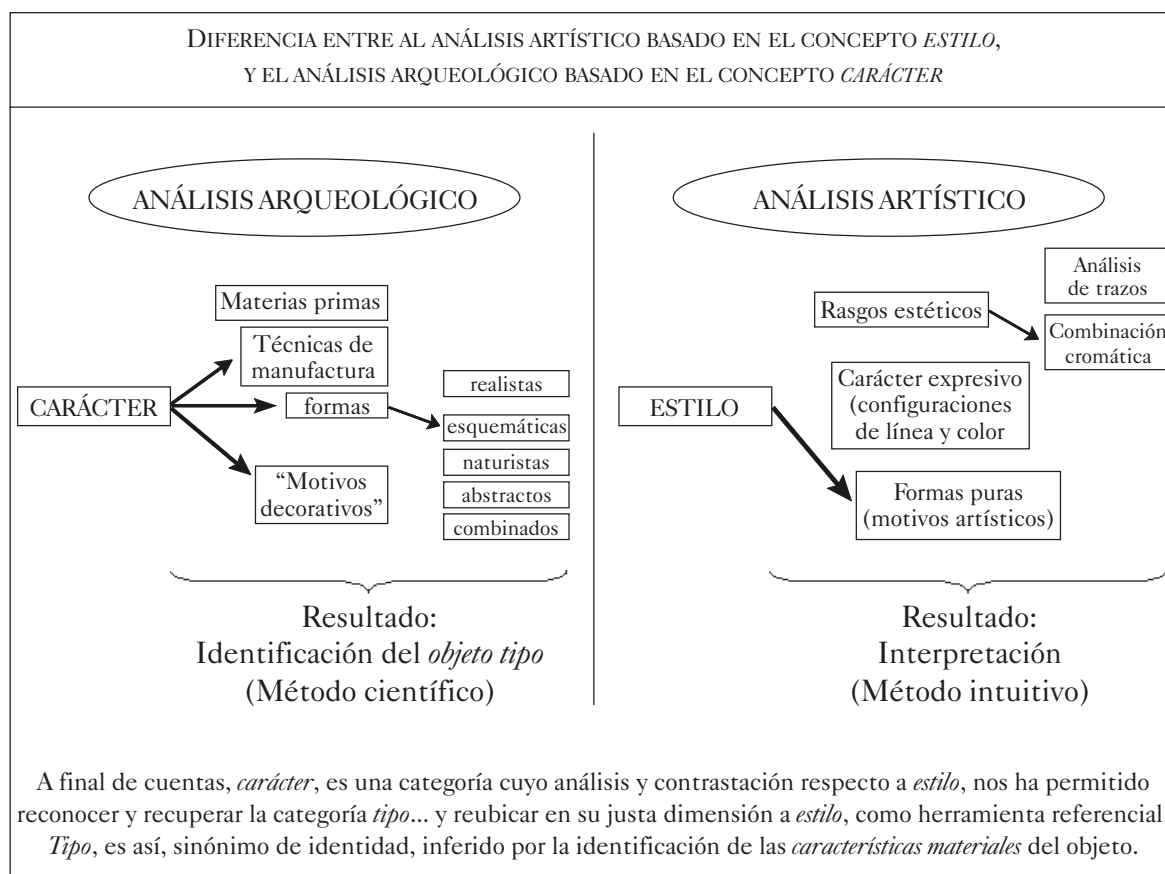 DIFERENCIA ENTRE AL ANÁLISIS ARTÍSTICO BASADO EN EL CONCEPTO ESTILO,
Y EL ANÁLISIS ARQUEOLÓGICO BASADO EN EL CONCEPTO CARÁCTER
ANÁLISIS ARQUEOLÓGICO
Materias primas
Técnicas de
manufactura
CARÁCTER
formas
realistas
esquemáticas
naturistas
abstractos
combinados
“Motivos
decorativos”
Resultado:
Identificación del objeto tipo
(Método científico)
ANÁLISIS ARTÍSTICO
Análisis
de trazos
Rasgos estéticos
Combinación
cromática
Carácter expresivo
(configuraciones
de línea y color
ESTILO
Formas puras
(motivos artísticos)
Resultado:
Interpretación
(Método intuitivo)
A final de cuentas, carácter, es una categoría cuyo análisis y contrastación respecto a estilo, nos ha permitido
reconocer y recuperar la categoría tipo... y reubicar en su justa dimensión a estilo, como herramienta referencial.
Tipo, es así, sinónimo de identidad, inferido por la identificación de las características materiales del objeto.